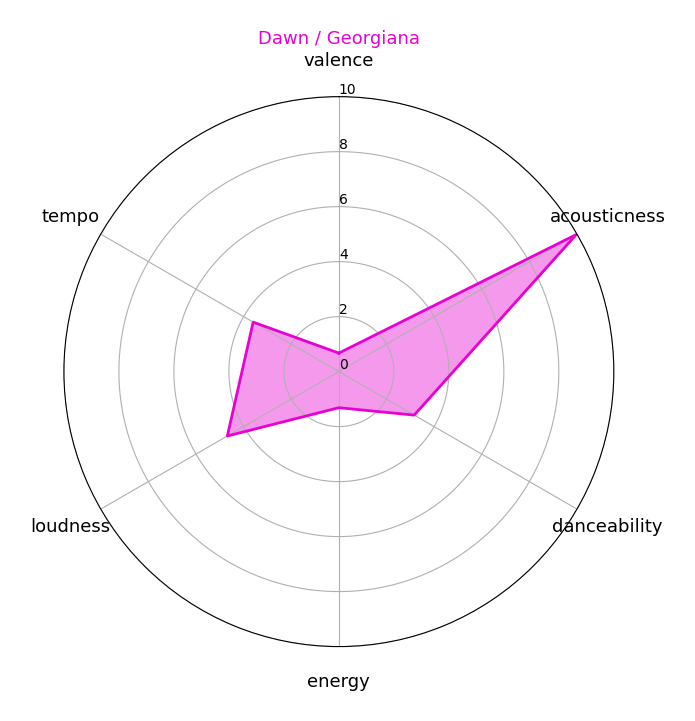 Dawn / Georgiana
valence
10
8
tempo
6
acousticness
4
2
0
loudness
danceability
energy